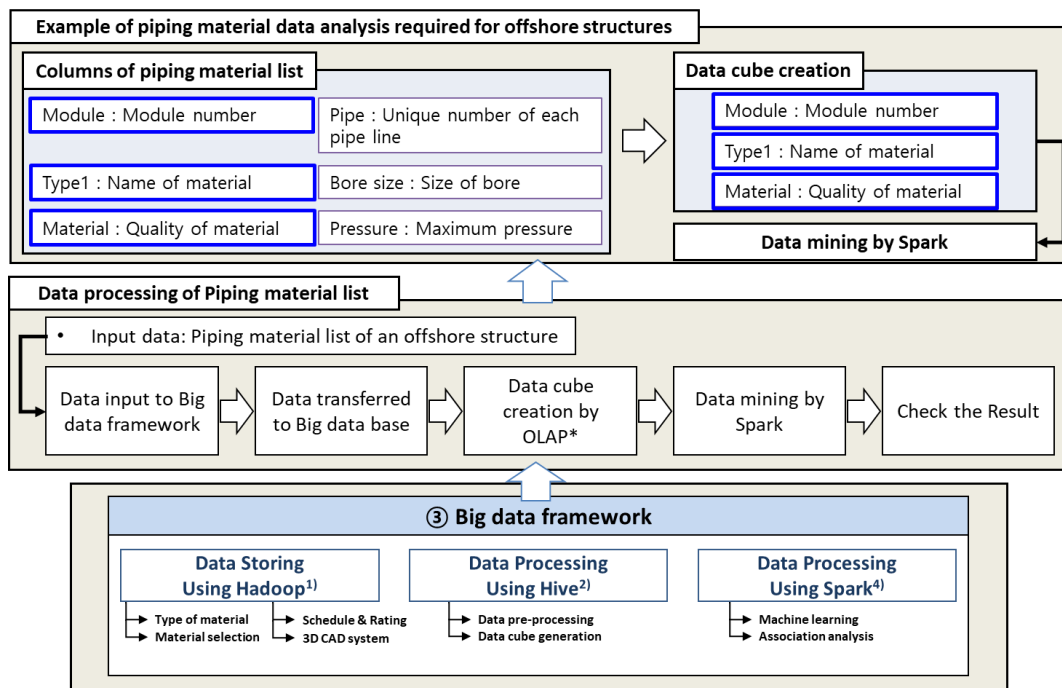 Example of piping material data analysis required for offshore structures
Columns of piping material list
Module : Module number
Pipe : Unique number of each
pipe line
Type1 : Name of material
Bore size : Size of bore
Material : Quality of material
Pressure : Maximum pressure
Data cube creation
Module : Module number
Type1 : Name of material
Material : Quality of material
Data mining by Spark
Data processing of Piping material list
• Input data: Piping material list of an offshore structure
Data input to Big
data framework
Data transferred
to Big data base
Data cube
creation by
OLAP*
Data mining by
Spark
Check the Result
③ Big data framework
Data Storing
Using Hadoop1)
Type of material
Material selection
Schedule & Rating
3D CAD system
Data Processing
Using Hive2)
Data pre-processing
Data cube generation
Data Processing
Using Spark4)
Machine learning
Association analysis